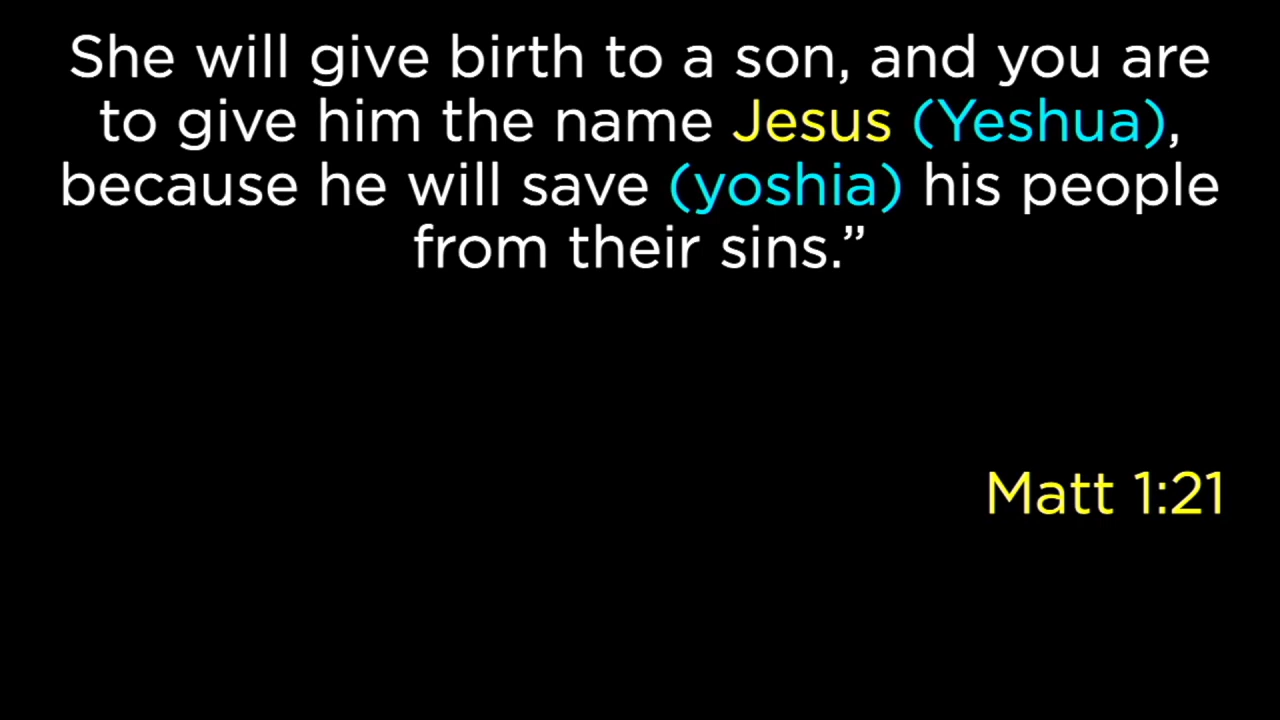 She will give birth to a son, and you are
to give him the name Jesus (Yeshua),
because he will save (yoshia) his people
from their sins.”
Matt 1:21